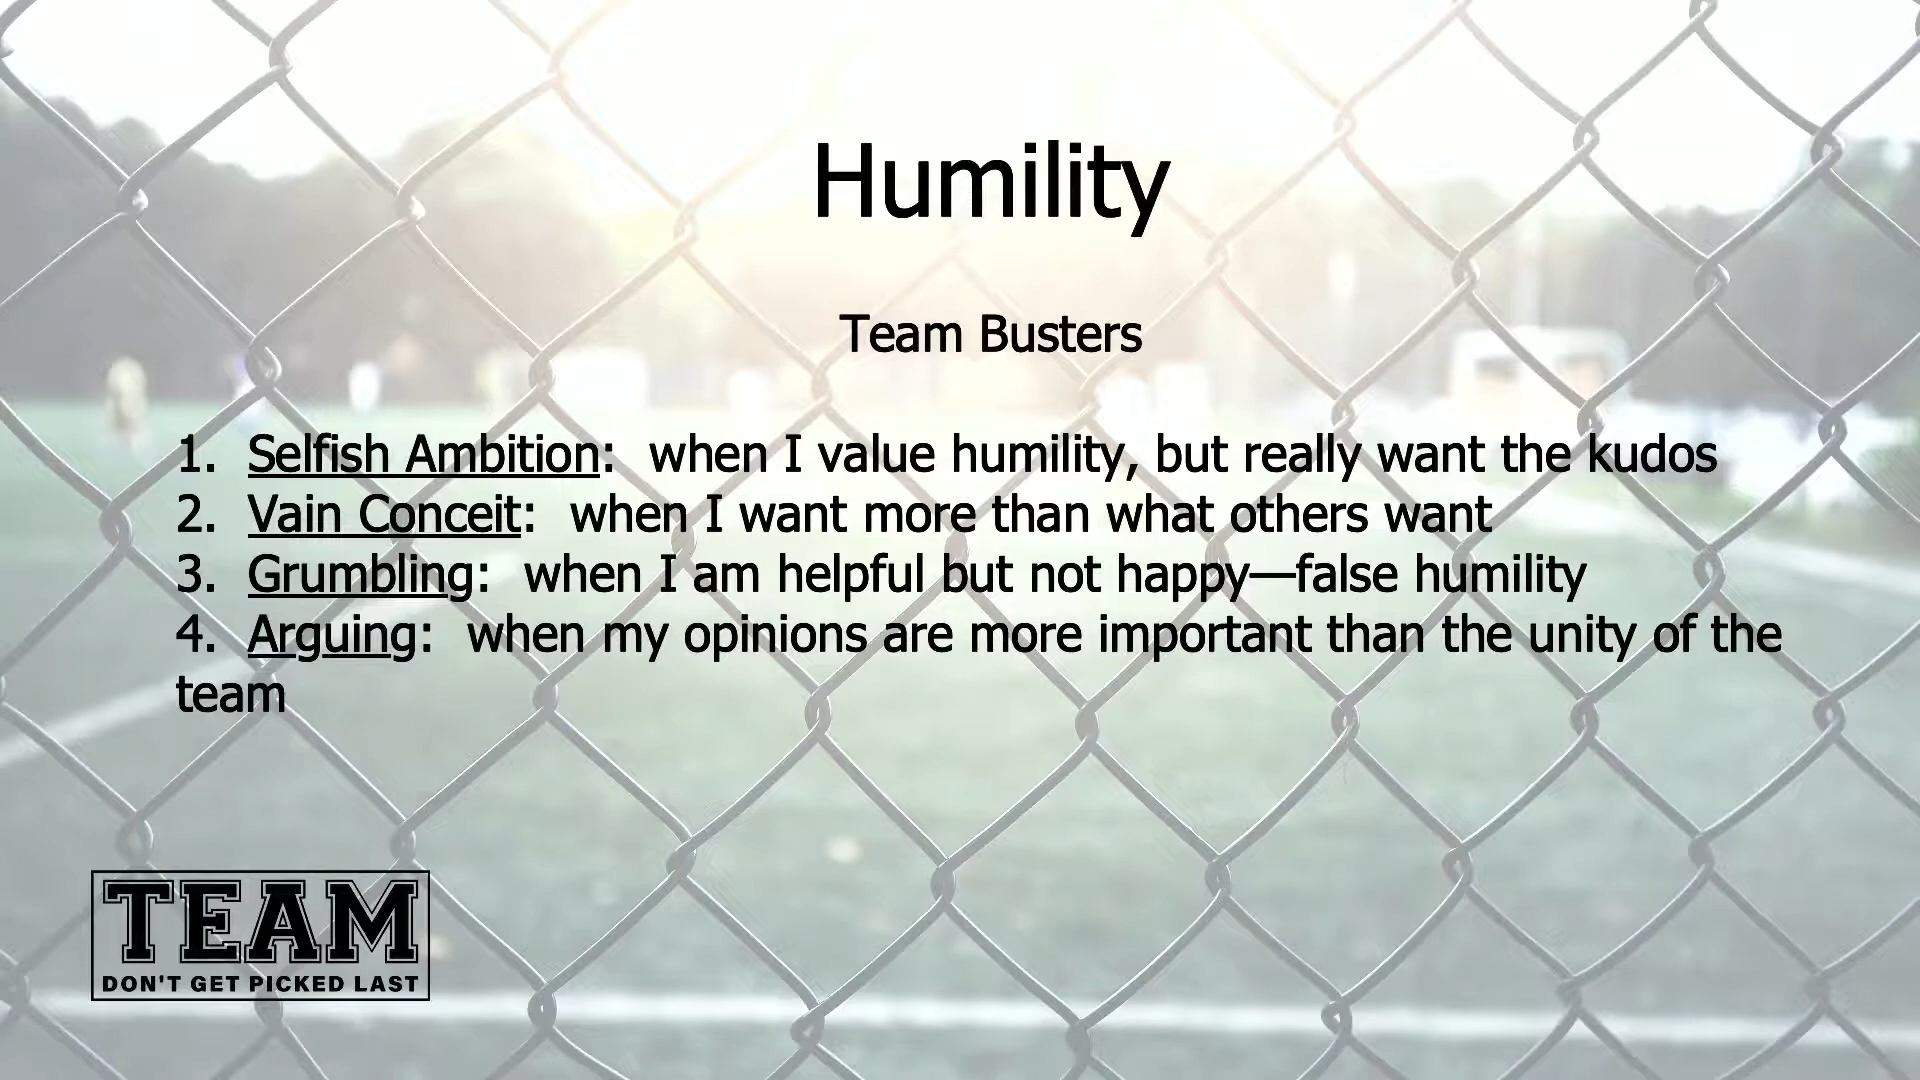 Humility
Team Busters
1.  Selfish Ambition:  when I value humility, but really want the kudos
2.  Vain Conceit:  when I want more than what others want
3.  Grumbling:  when I am helpful but not happy—false humility
4.  Arguing:  when my opinions are more important than the unity of the
team
TEAM
DON'T GET PICKED LAST